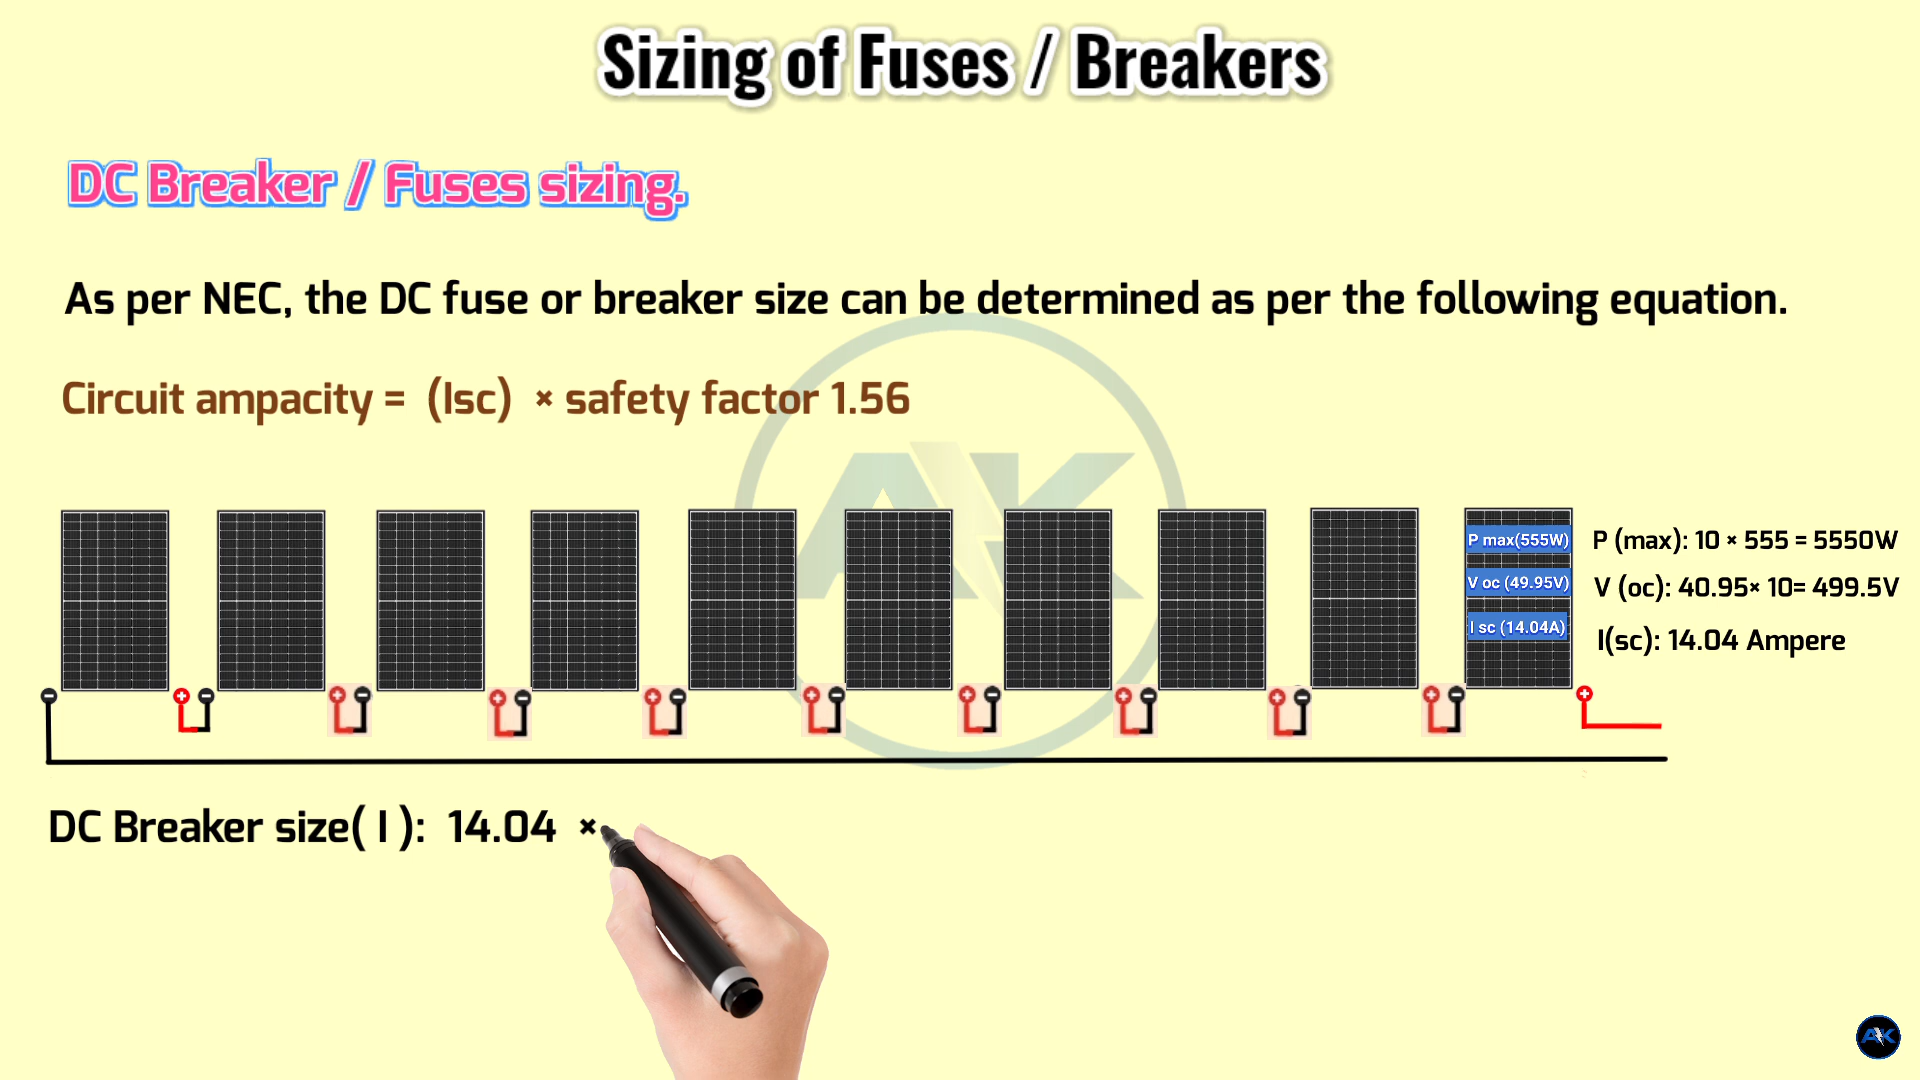 Sizing of Fuses / Breakers
DC Breaker / Fuses sizing.
As per NEC, the DC fuse or breaker size can be determined as per the following equation.
Circuit ampacity = (Isc) × safety factor 1.56
AK
P max(555W)
V oc (49.95V)
I sc (14.04A)
P (max): 10 × 555 = 5550W
V (oc): 40.95× 10= 499.5V
I(sc): 14.04 Ampere
DC Breaker size( I ): 14.04 ×
AK